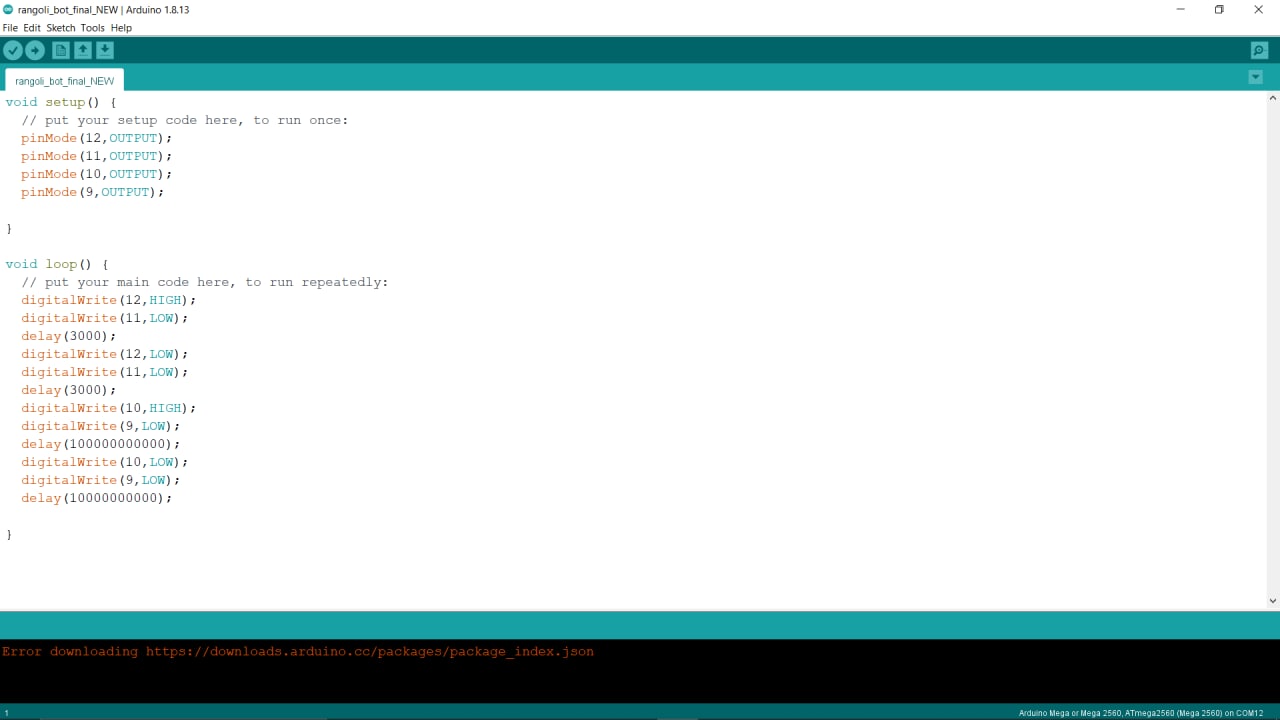 rangoli_bot_final_NEW | Arduino 1.8.13
File Edit Sketch Tools Help
rangoli_bot_final_NEW
void setup() {
  // put your setup code here, to run once:
  pinMode(12,OUTPUT);
  pinMode(11,OUTPUT);
  pinMode(10,OUTPUT);
  pinMode(9,OUTPUT);
}
void loop() {
  // put your main code here, to run repeatedly:
  digitalWrite(12,HIGH);
  digitalWrite(11,LOW);
  delay(3000);
  digitalWrite(12,LOW);
  digitalWrite(11,LOW);
  delay(3000);
  digitalWrite(10,HIGH);
  digitalWrite(9,LOW);
  delay(100000000000);
  digitalWrite(10,LOW);
  digitalWrite(9,LOW);
  delay(10000000000);
}
Error downloading https://downloads.arduino.cc/packages/package_index.json
1 Arduino Mega or Mega 2560, ATmega2560 (Mega 2560) on COM12